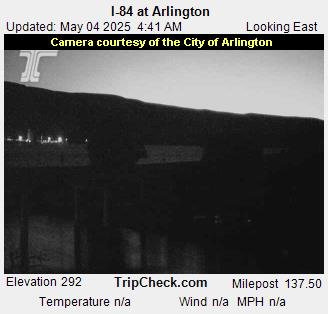 I-84 at Arlington
Updated: May 04 2025 4:41 AM Looking East
Camera courtesy of the City of Arlington
Elevation 292 TripCheck.com Milepost 137.50
Temperature n/a Wind n/a MPH n/a